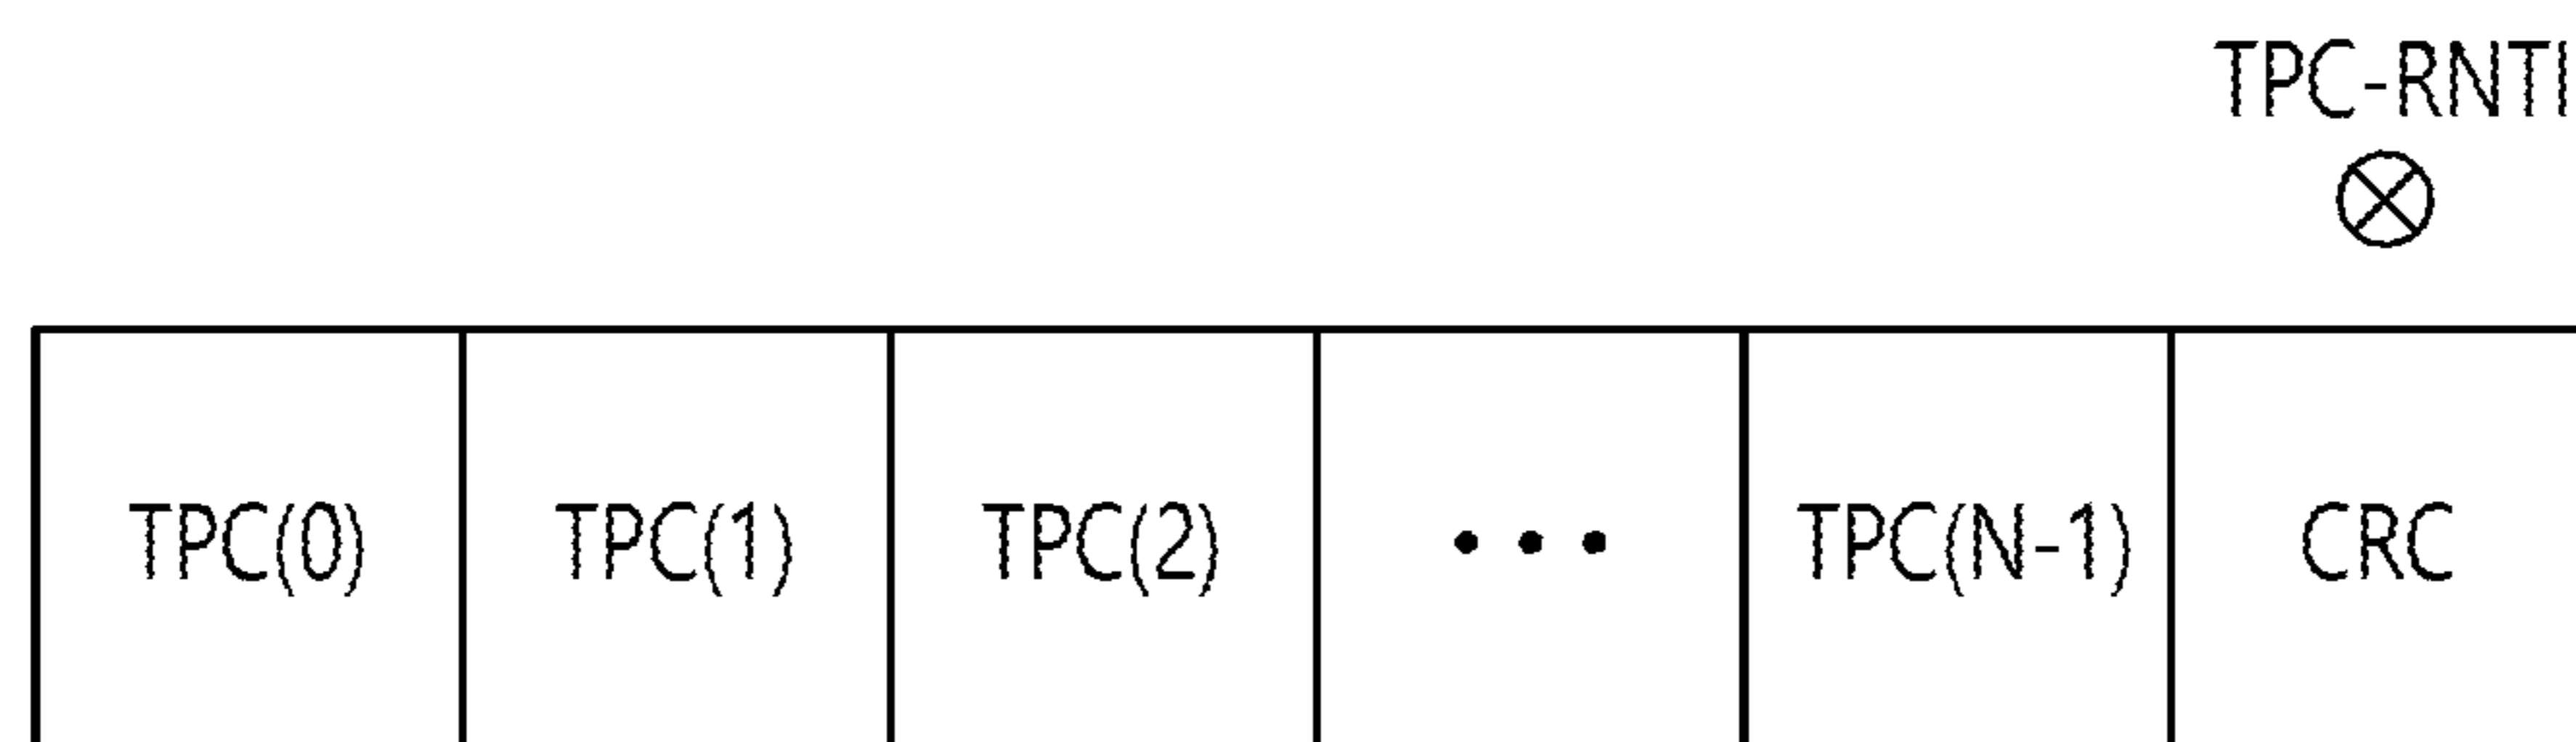 TPC-RNTI
TPC(0) TPC(1) TPC(2) • • • TPC(N-1) CRC